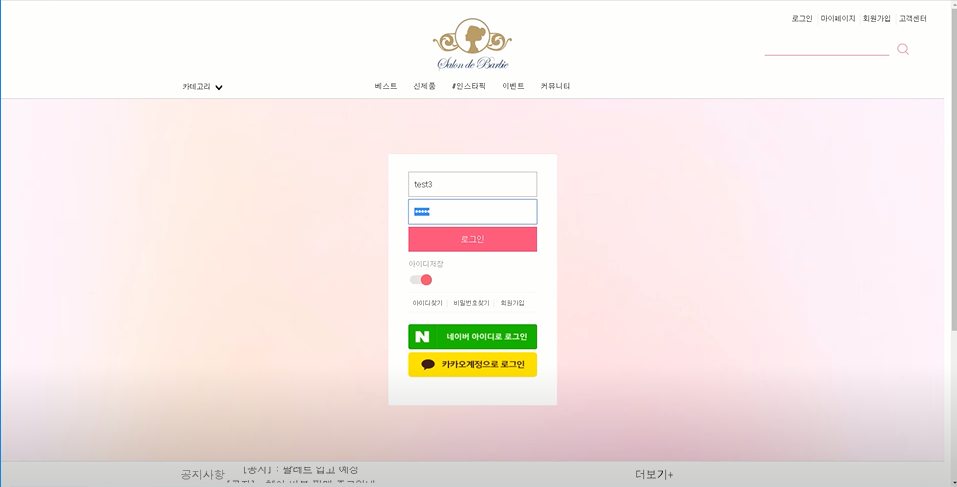 로그인 마이페이지 회원가입 고객센터
Salon de Barbie
카테고리 베스트 신제품 #인스타픽 이벤트 커뮤니티
test3
•••••
로그인
아이디저장
아이디찾기 비밀번호찾기 회원가입
N 네이버 아이디로 로그인
카카오계정으로 로그인
공지사항 [공지] : 팔레트 입고 예정 더보기+